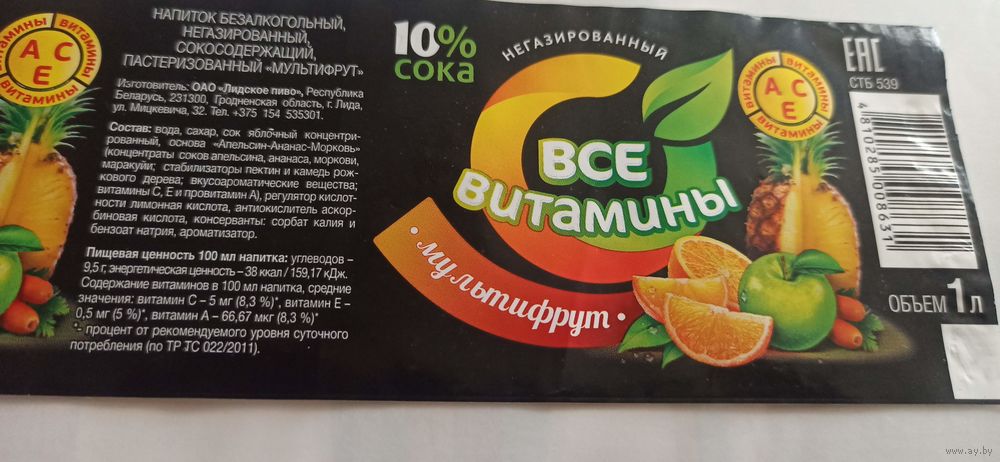 витамины
витамины
витамины
A C
E
НАПИТОК БЕЗАЛКОГОЛЬНЫЙ,
НЕГАЗИРОВАННЫЙ,
СОКОСОДЕРЖАЩИЙ,
ПАСТЕРИЗОВАННЫЙ «МУЛЬТИФРУТ»
Изготовитель: ОАО «Лидское пиво», Республика
Беларусь, 231300, Гродненская область, г. Лида,
ул. Мицкевича, 32. Тел. +375 154 535301.
Состав: вода, сахар, сок яблочный концентри-
рованный, основа «Апельсин-Ананас-Морковь»
(концентраты соков апельсина, ананаса, моркови,
маракуйи; стабилизаторы пектин и камедь рож-
кового дерева; вкусоароматические вещества;
витамины С, Е и провитамин А), регулятор кислот-
ности лимонная кислота, антиокислитель аскор-
биновая кислота, консерванты: сорбат калия и
бензоат натрия, ароматизатор.
Пищевая ценность 100 мл напитка: углеводов –
9,5 г, энергетическая ценность – 38 ккал / 159,17 кДж.
Содержание витаминов в 100 мл напитка, средние
значения: витамин С – 5 мг (8,3 %)*, витамин Е –
0,5 мг (5 %)*, витамин А – 66,67 мкг (8,3 %)*
* - процент от рекомендуемого уровня суточного
потребления (по ТР ТС 022/2011).
10%
сока
НЕГАЗИРОВАННЫЙ
ВСЕ
витамины
• мультифрут •
витамины
витамины
витамины
A C
E
EAC
СТБ 539
4810285008631
ОБЪЕМ 1 л
www.ay.by